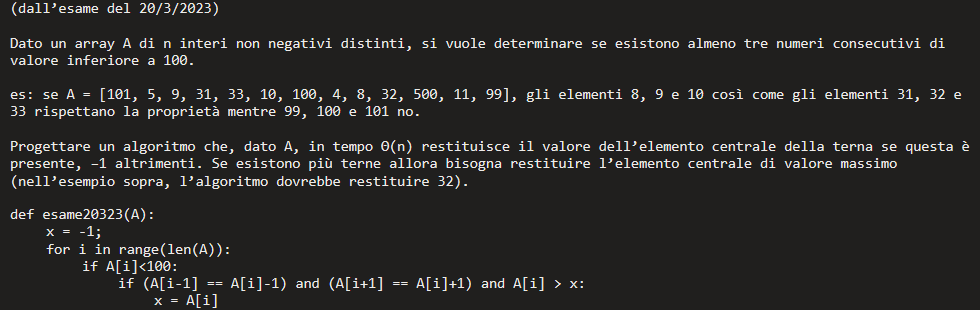 (dall'esame del 20/3/2023)
Dato un array A di n interi non negativi distinti, si vuole determinare se esistono almeno tre numeri consecutivi di
valore inferiore a 100.
es: se A = [101, 5, 9, 31, 33, 10, 100, 4, 8, 32, 500, 11, 99], gli elementi 8, 9 e 10 così come gli elementi 31, 32 e
33 rispettano la proprietà mentre 99, 100 e 101 no.
Progettare un algoritmo che, dato A, in tempo Θ(n) restituisce il valore dell'elemento centrale della terna se questa è
presente, –1 altrimenti. Se esistono più terne allora bisogna restituire l'elemento centrale di valore massimo
(nell'esempio sopra, l'algoritmo dovrebbe restituire 32).
def esame20323(A):
    x = -1;
    for i in range(len(A)):
        if A[i]<100:
            if (A[i-1] == A[i]-1) and (A[i+1] == A[i]+1) and A[i] > x:
                x = A[i]